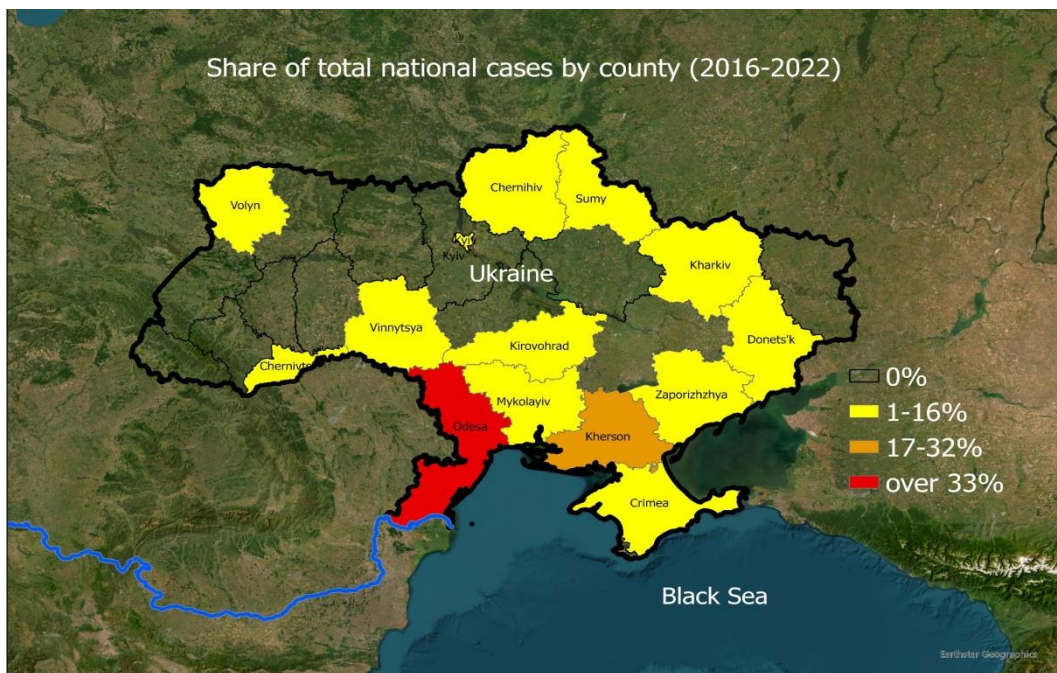 Share of total national cases by county (2016-2022)
Chernihiv
Sumy
Volyn
Kyiv
Ukraine
Kharkiv
Vinnytsya
Kirovohrad
Donets'k
Chernivts
Mykolayiv
Zaporizhzhya
Odesa
Kherson
Crimea
0%
1-16%
17-32%
over 33%
Black Sea
Earthstar Geographics